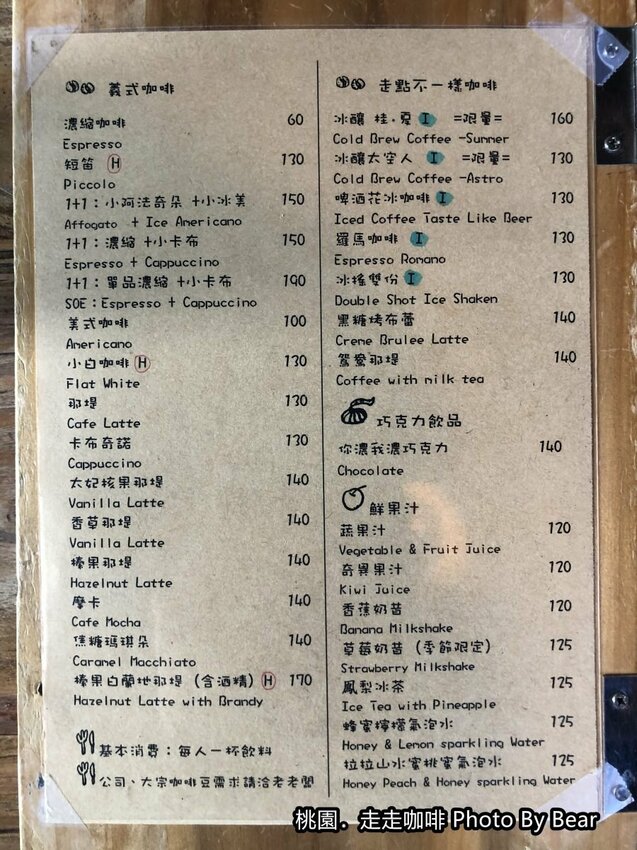 義式咖啡
濃縮咖啡 60
Espresso
短笛 Ⓗ 130
Piccolo
1+1：小阿法奇朵 +小冰美 150
Affogato + Ice Americano
1+1：濃縮 +小卡布 150
Espresso + Cappuccino
1+1：單品濃縮 +小卡布 190
SOE：Espresso + Cappuccino
美式咖啡 100
Americano
小白咖啡 Ⓗ 130
Flat White
那堤 130
Cafe Latte
卡布奇諾 130
Cappuccino
太妃核果那堤 140
Vanilla Latte
香草那堤 140
Vanilla Latte
榛果那堤 140
Hazelnut Latte
摩卡 140
Cafe Mocha
焦糖瑪琪朵 140
Caramel Macchiato
榛果白蘭地那堤 (含酒精) Ⓗ 170
Hazelnut Latte with Brandy
基本消費：每人一杯飲料
公司、大宗咖啡豆需求請洽老老闆
走點不一樣咖啡
冰釀 桂.夏 I =限量= 160
Cold Brew Coffee -Summer
冰釀太空人 I =限量= 130
Cold Brew Coffee -Astro
啤酒花冰咖啡 I 130
Iced Coffee Taste Like Beer
羅馬咖啡 I 130
Espresso Romano
冰搖雙份 I 130
Double Shot Ice Shaken
黑糖烤布蕾 140
Creme Brulee Latte
鴛鴦那堤 140
Coffee with milk tea
巧克力飲品
你濃我濃巧克力 140
Chocolate
鮮果汁
蔬果汁 120
Vegetable & Fruit Juice
奇異果汁 120
Kiwi Juice
香蕉奶昔 120
Banana Milkshake
草莓奶昔 (季節限定) 125
Strawberry Milkshake
鳳梨冰茶 125
Ice Tea with Pineapple
蜂蜜檸檬氣泡水 125
Honey & Lemon sparkling Water
拉拉山水蜜桃蜜氣泡水 125
Honey Peach & Honey sparkling Water
桃園．走走咖啡 Photo By Bear